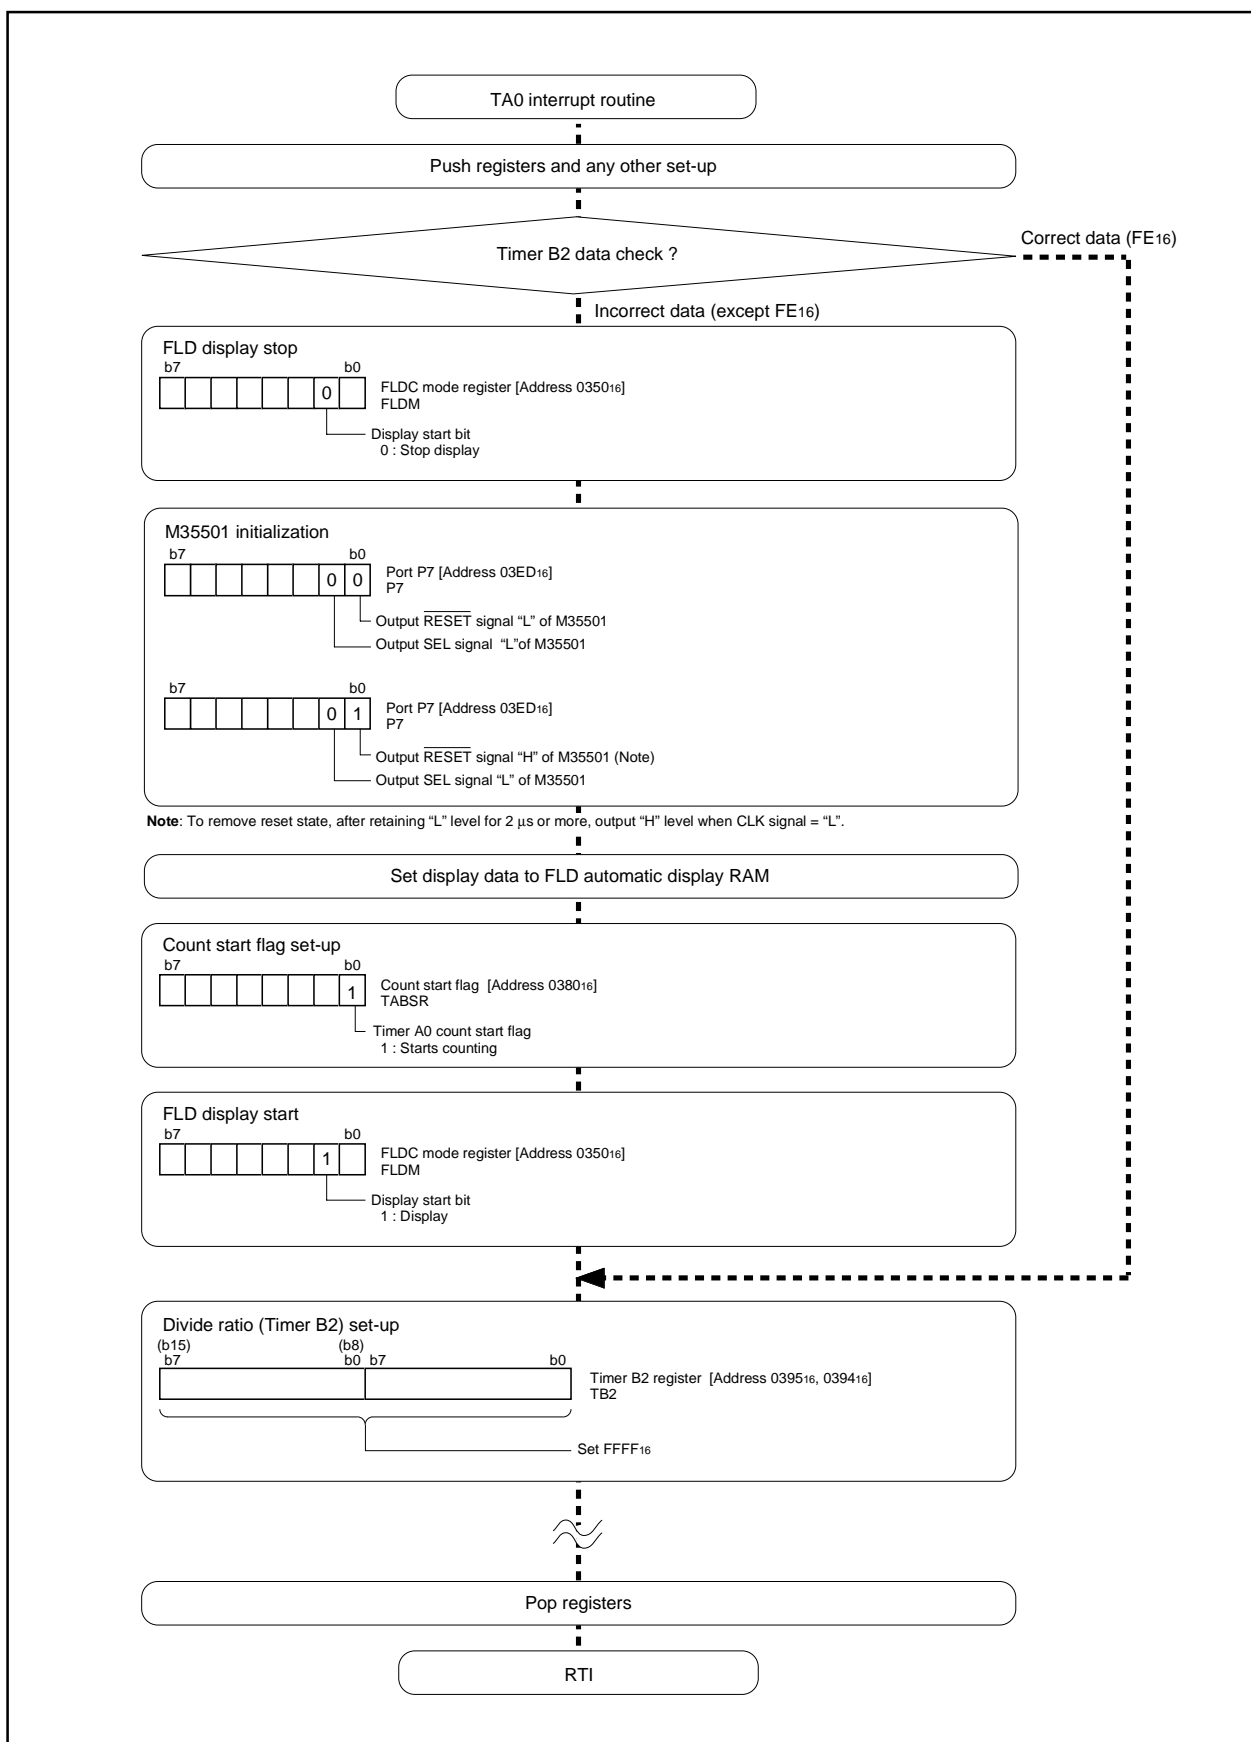 TA0 interrupt routine
Push registers and any other set-up
Timer B2 data check ?
Correct data (FE16)
Incorrect data (except FE16)
FLD display stop
b7 b0
0
FLDC mode register [Address 035016]
FLDM
Display start bit
0 : Stop display
M35501 initialization
b7 b0
0 0
Port P7 [Address 03ED16]
P7
Output RESET signal “L” of M35501
Output SEL signal “L”of M35501
b7 b0
0 1
Port P7 [Address 03ED16]
P7
Output RESET signal “H” of M35501 (Note)
Output SEL signal “L” of M35501
Note: To remove reset state, after retaining “L” level for 2 µs or more, output “H” level when CLK signal = “L”.
Set display data to FLD automatic display RAM
Count start flag set-up
b7 b0
1
Count start flag [Address 038016]
TABSR
Timer A0 count start flag
1 : Starts counting
FLD display start
b7 b0
1
FLDC mode register [Address 035016]
FLDM
Display start bit
1 : Display
Divide ratio (Timer B2) set-up
(b15) (b8)
b7 b0 b7 b0
Timer B2 register [Address 039516, 039416]
TB2
Set FFFF16
Pop registers
RTI